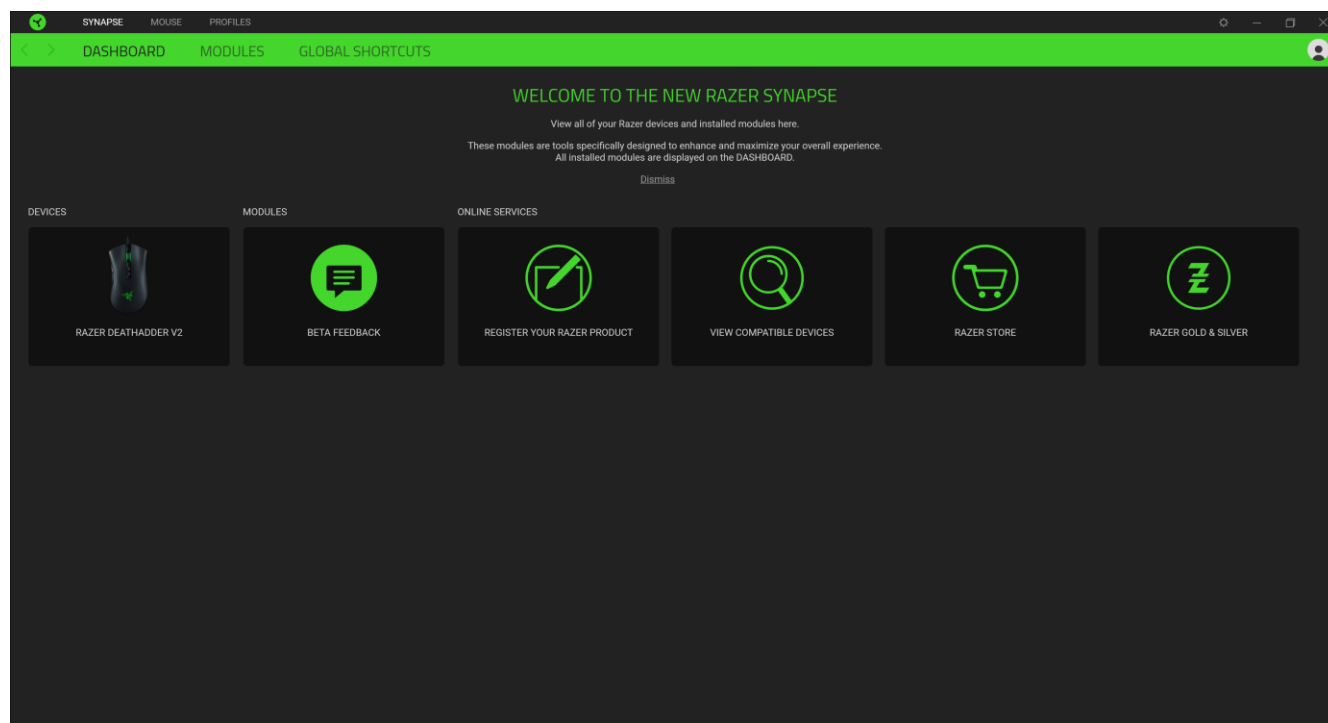 SYNAPSE MOUSE PROFILES
DASHBOARD MODULES GLOBAL SHORTCUTS
WELCOME TO THE NEW RAZER SYNAPSE
View all of your Razer devices and installed modules here.
These modules are tools specifically designed to enhance and maximize your overall experience.
All installed modules are displayed on the DASHBOARD.
Dismiss
DEVICES MODULES ONLINE SERVICES
RAZER DEATHADDER V2 BETA FEEDBACK REGISTER YOUR RAZER PRODUCT VIEW COMPATIBLE DEVICES RAZER STORE RAZER GOLD & SILVER